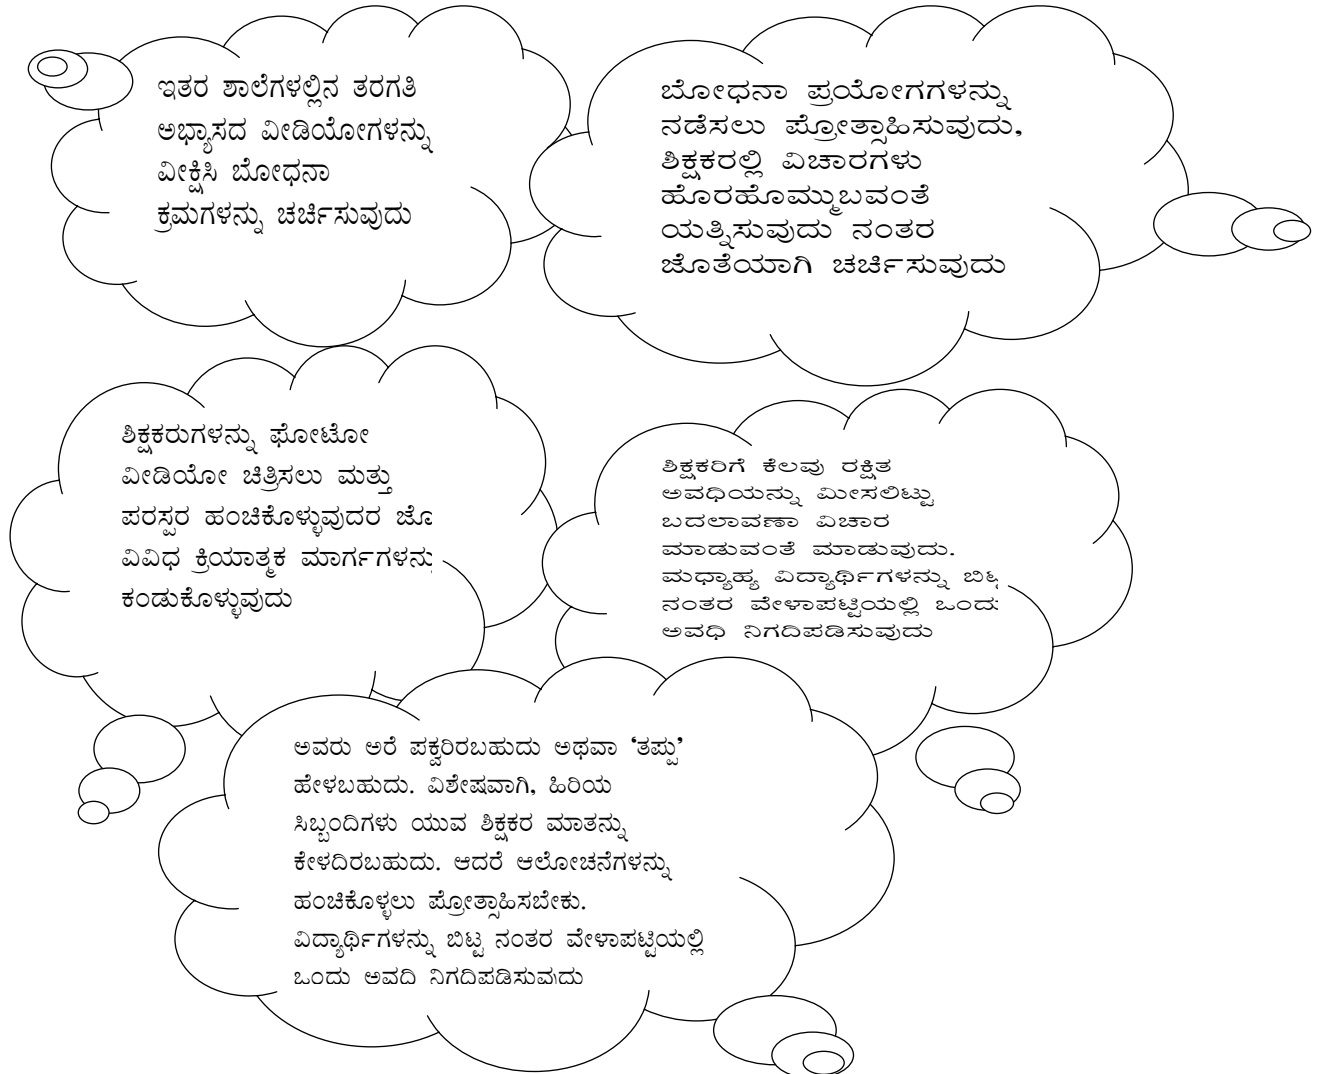 ಇತರ ಶಾಲೆಗಳಲ್ಲಿನ ತರಗತಿ
ಅಭ್ಯಾಸದ ವೀಡಿಯೋಗಳನ್ನು
ವೀಕ್ಷಿಸಿ ಬೋಧನಾ
ಕ್ರಮಗಳನ್ನು ಚರ್ಚಿಸುವುದು
ಬೋಧನಾ ಪ್ರಯೋಗಗಳನ್ನು
ನಡೆಸಲು ಪ್ರೋತ್ಸಾಹಿಸುವುದು,
ಶಿಕ್ಷಕರಲ್ಲಿ ವಿಚಾರಗಳು
ಹೊರಹೊಮ್ಮುಬವಂತೆ
ಯತ್ನಿಸುವುದು ನಂತರ
ಜೊತೆಯಾಗಿ ಚರ್ಚಿಸುವುದು
ಶಿಕ್ಷಕರುಗಳನ್ನು ಫೋಟೋ
ವೀಡಿಯೋ ಚಿತ್ರಿಸಲು ಮತ್ತು
ಪರಸ್ಪರ ಹಂಚಿಕೊಳ್ಳುವುದರ ಜೊ
ವಿವಿಧ ಕ್ರಿಯಾತ್ಮಕ ಮಾರ್ಗಗಳನ್ನು
ಕಂಡುಕೊಳ್ಳುವುದು
ಶಿಕ್ಷಕರಿಗೆ ಕೆಲವು ರಕ್ಷಿತ
ಅವಧಿಯನ್ನು ಮೀಸಲಿಟ್ಟು
ಬದಲಾವಣಾ ವಿಚಾರ
ಮಾಡುವಂತೆ ಮಾಡುವುದು.
ಮಧ್ಯಾಹ್ಯ ವಿದ್ಯಾರ್ಥಿಗಳನ್ನು ಬಿಟ್ಟ
ನಂತರ ವೇಳಾಪಟ್ಟಿಯಲ್ಲಿ ಒಂದು
ಅವಧಿ ನಿಗದಿಪಡಿಸುವುದು
ಅವರು ಅರೆ ಪಕ್ವರಿರಬಹುದು ಅಥವಾ ‘ತಪ್ಪು’
ಹೇಳಬಹುದು. ವಿಶೇಷವಾಗಿ, ಹಿರಿಯ
ಸಿಬ್ಬಂದಿಗಳು ಯುವ ಶಿಕ್ಷಕರ ಮಾತನ್ನು
ಕೇಳದಿರಬಹುದು. ಆದರೆ ಆಲೋಚನೆಗಳನ್ನು
ಹಂಚಿಕೊಳ್ಳಲು ಪ್ರೋತ್ಸಾಹಿಸಬೇಕು.
ವಿದ್ಯಾರ್ಥಿಗಳನ್ನು ಬಿಟ್ಟ ನಂತರ ವೇಳಾಪಟ್ಟಿಯಲ್ಲಿ
ಒಂದು ಅವದಿ ನಿಗದಿಪಡಿಸುವುದು